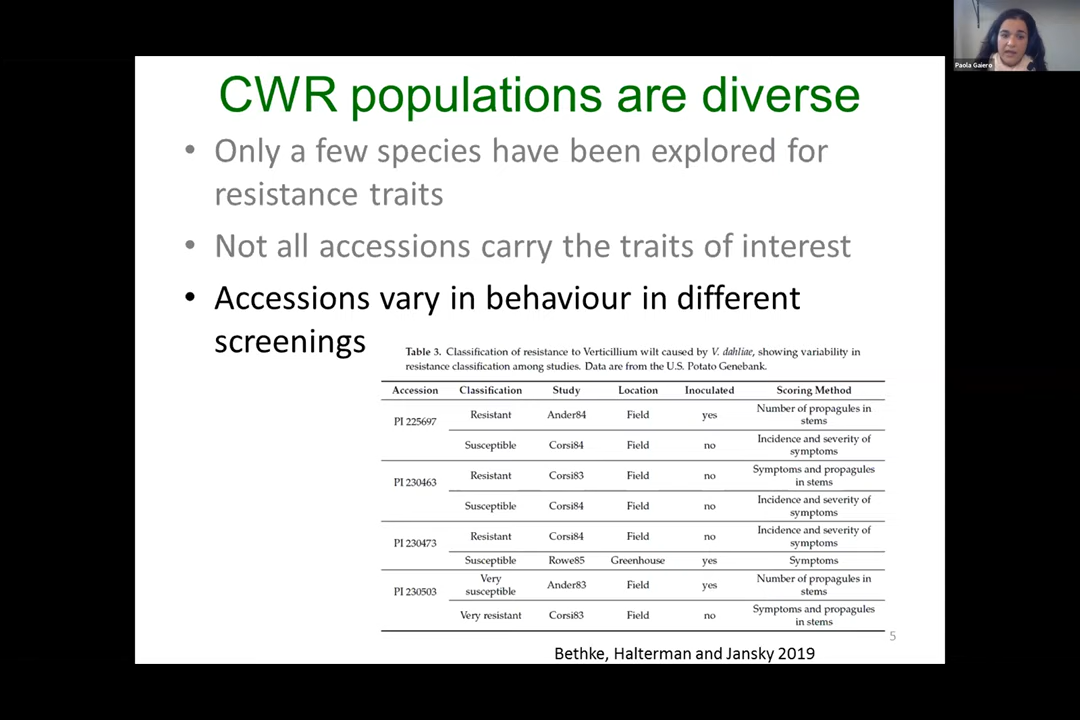 Paola Gaiero
CWR populations are diverse
• Only a few species have been explored for
resistance traits
• Not all accessions carry the traits of interest
• Accessions vary in behaviour in different
screenings
Table 3. Classification of resistance to Verticillium wilt caused by V. dahliae, showing variability in
resistance classification among studies. Data are from the U.S. Potato Genebank.
Accession Classification Study Location Inoculated Scoring Method
PI 225697 Resistant Ander84 Field yes Number of propagules in
stems
Susceptible Corsi84 Field no Incidence and severity of
symptoms
PI 230463 Resistant Corsi83 Field no Symptoms and propagules
in stems
Susceptible Corsi84 Field no Incidence and severity of
symptoms
PI 230473 Resistant Corsi84 Field no Incidence and severity of
symptoms
Susceptible Rowe85 Greenhouse yes Symptoms
PI 230503 Very
susceptible Ander83 Field yes Number of propagules in
stems
Very resistant Corsi83 Field no Symptoms and propagules
in stems
5
Bethke, Halterman and Jansky 2019